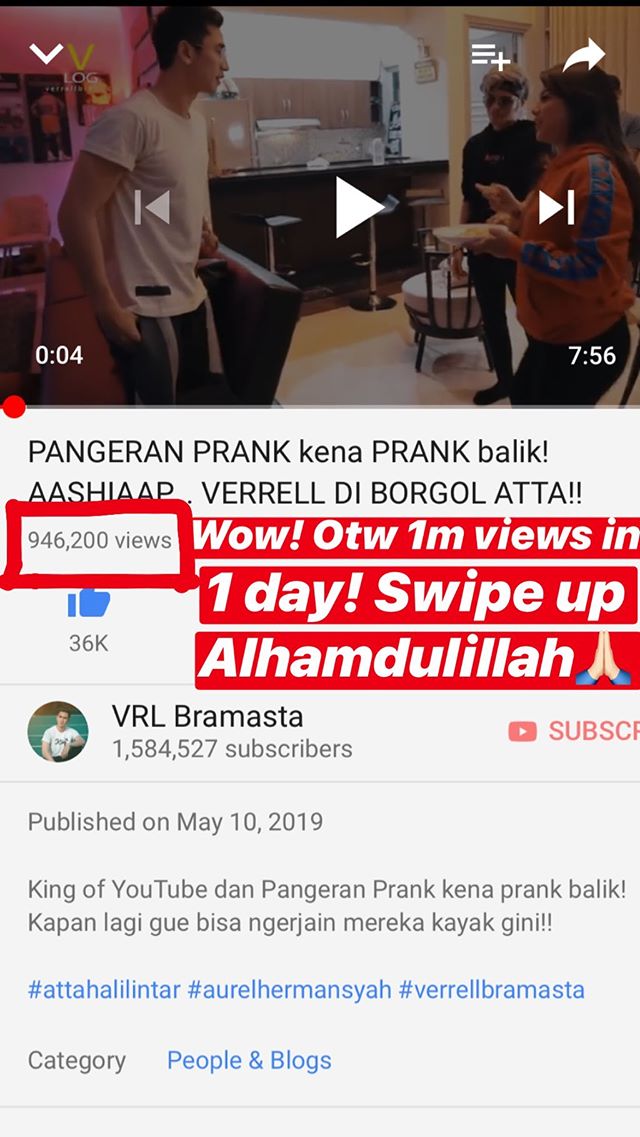 V
LOG
0:04
7:56
PANGERAN PRANK kena PRANK balik!
AASHIAAP.. VERRELL DI BORGOL ATTA!!
946,200 views
Wow! Otw 1m views in
1 day! Swipe up
Alhamdulillah🙏🏻
36K
VRL Bramasta
1,584,527 subscribers
SUBSCR
Published on May 10, 2019
King of YouTube dan Pangeran Prank kena prank balik!
Kapan lagi gue bisa ngerjain mereka kayak gini!!
#attahalilintar #aurelhermansyah #verrellbramasta
Category People & Blogs